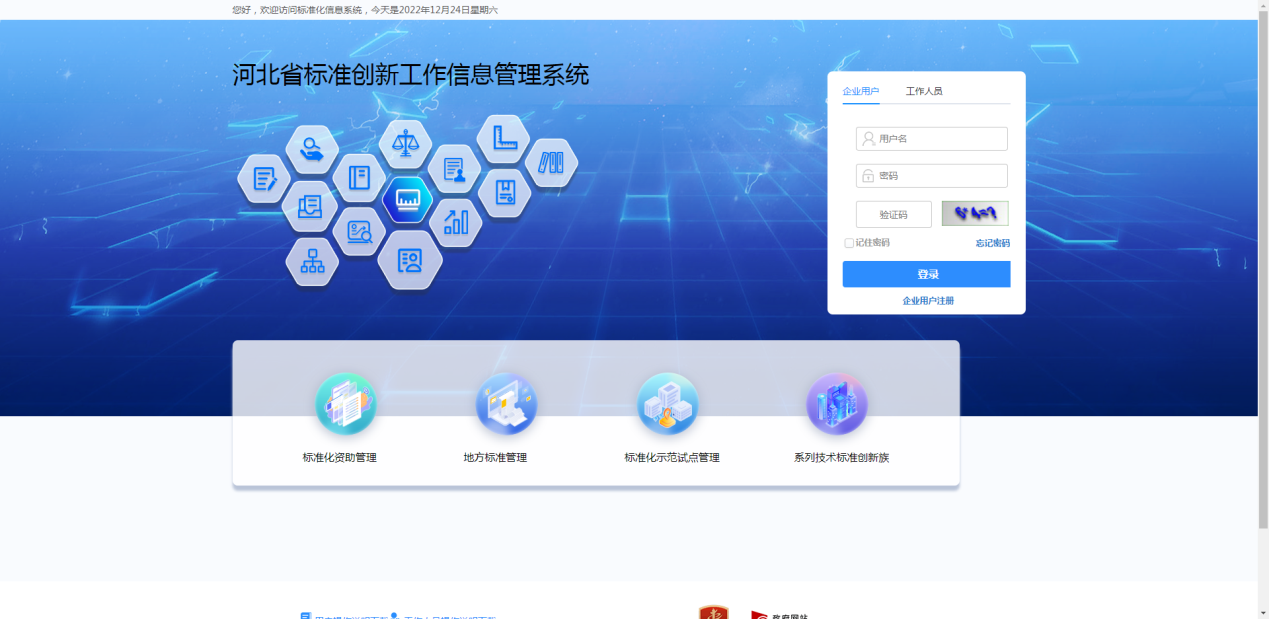 您好，欢迎访问标准化信息系统，今天是2022年12月24日星期六
河北省标准创新工作信息管理系统
企业用户 工作人员
用户名
密码
验证码
记住密码 忘记密码
登录
企业用户注册
标准化资助管理 地方标准管理 标准化示范试点管理 系列技术标准创新族
政府网站